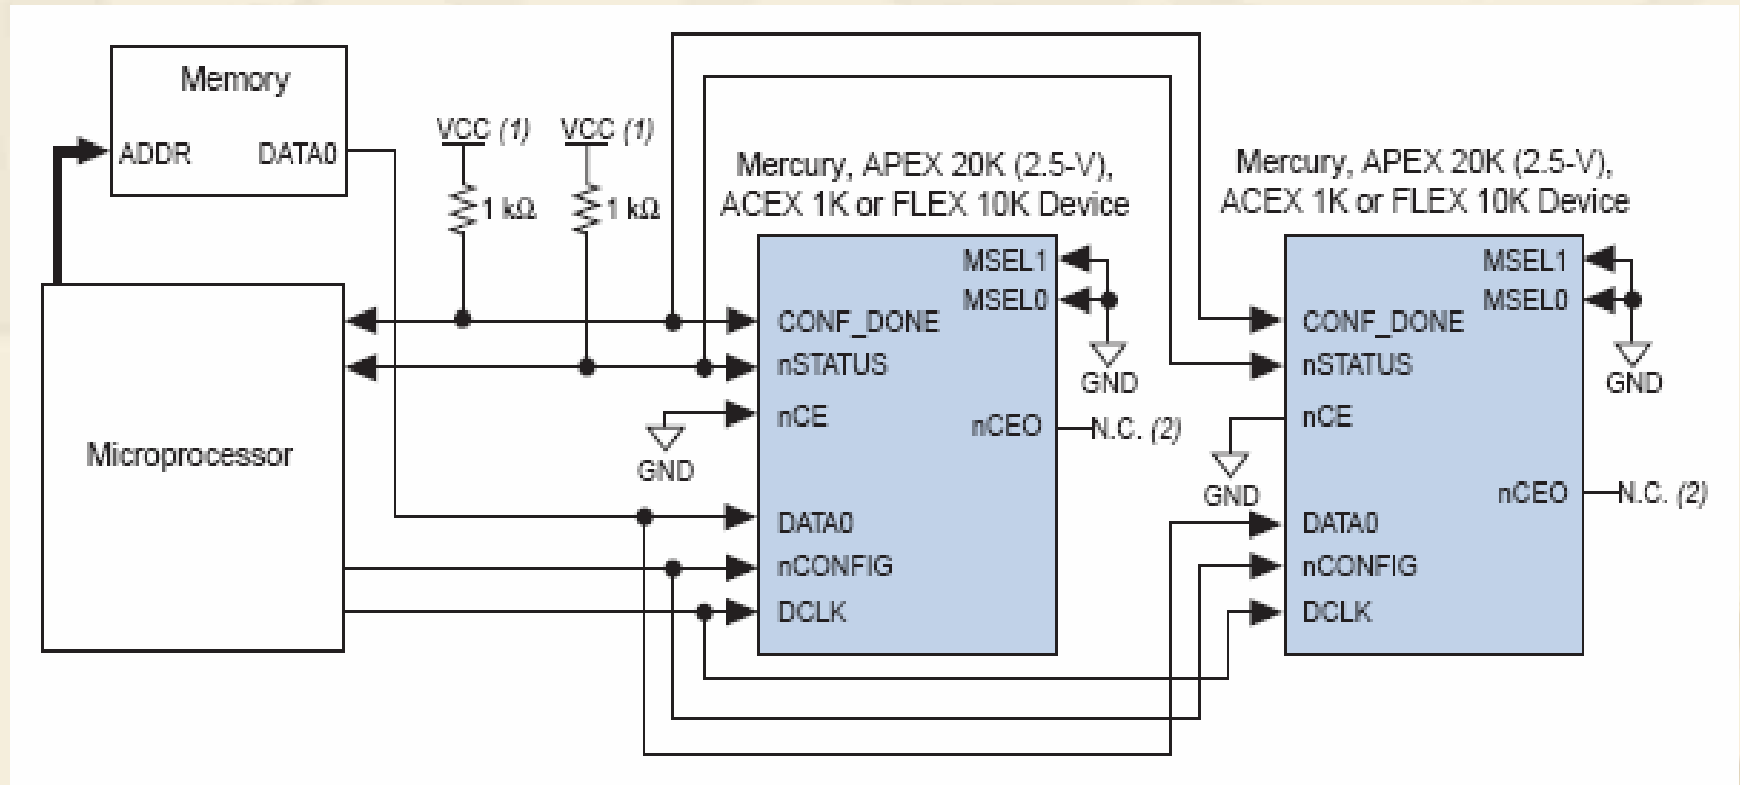 Memory
ADDR
DATA0
VCC (1)
VCC (1)
1 kΩ
1 kΩ
Microprocessor
Mercury, APEX 20K (2.5-V),
ACEX 1K or FLEX 10K Device
MSEL1
MSEL0
CONF_DONE
nSTATUS
nCE
GND
GND
nCEO
N.C. (2)
DATA0
nCONFIG
DCLK
Mercury, APEX 20K (2.5-V),
ACEX 1K or FLEX 10K Device
MSEL1
MSEL0
CONF_DONE
nSTATUS
GND
nCE
GND
nCEO
N.C. (2)
DATA0
nCONFIG
DCLK